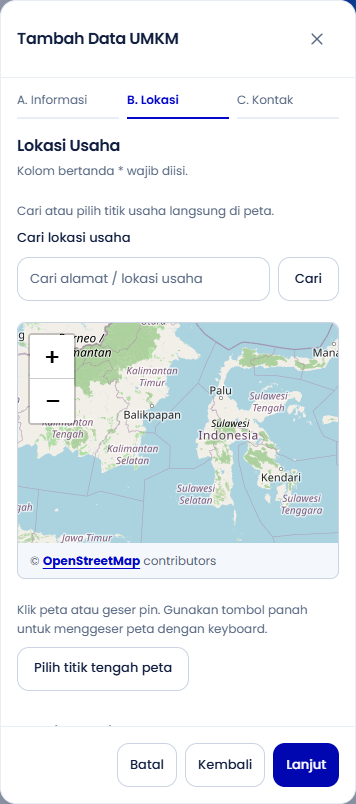 Tambah Data UMKM
A. Informasi
B. Lokasi
C. Kontak
Lokasi Usaha
Kolom bertanda * wajib diisi.
Cari atau pilih titik usaha langsung di peta.
Cari lokasi usaha
Cari alamat / lokasi usaha
Cari
+
−
Borneo /
Kalimantan
Timur
Palu
Sulawesi
Tengah
Balikpapan
Sulawesi
Indonesia
Kalimantan
Tengah
Kalimantan
Selatan
Kendari
Sulawesi
Selatan
Sulawesi
Tenggara
Jawa Timur
© OpenStreetMap contributors
Klik peta atau geser pin. Gunakan tombol panah
untuk menggeser peta dengan keyboard.
Pilih titik tengah peta
Batal
Kembali
Lanjut